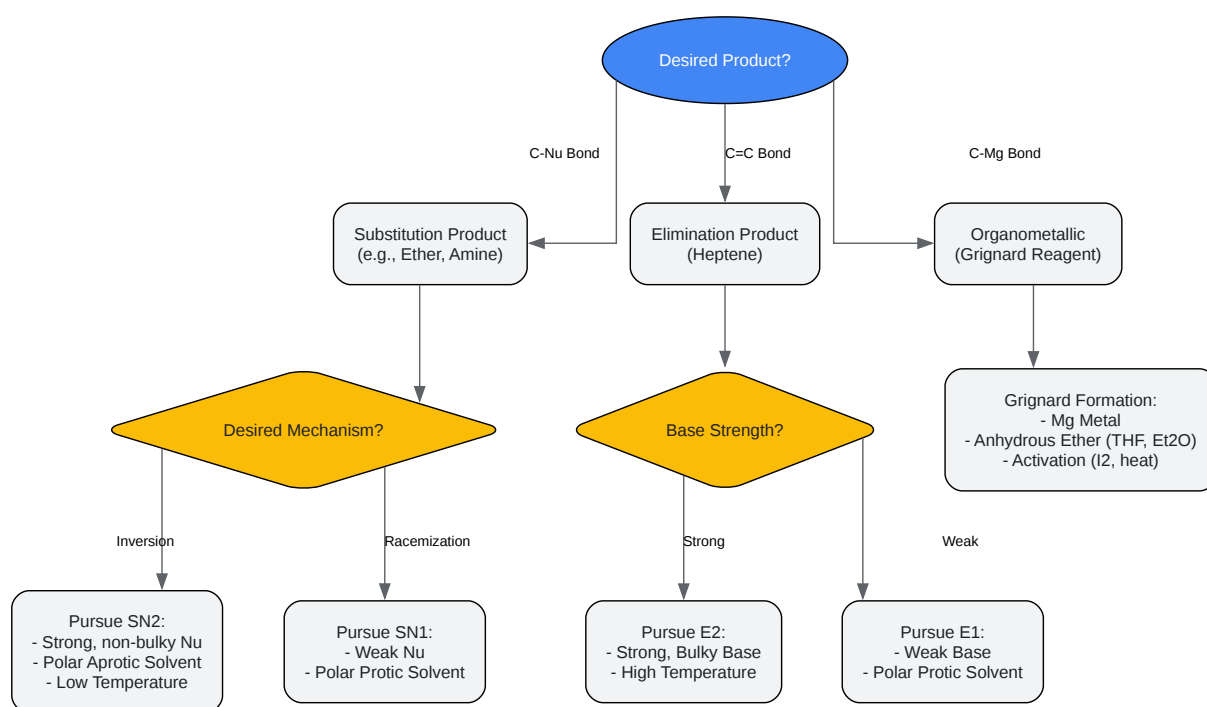 Desired Product?
C-Nu Bond
C=C Bond
C-Mg Bond
Substitution Product
(e.g., Ether, Amine)
Elimination Product
(Heptene)
Organometallic
(Grignard Reagent)
Desired Mechanism?
Base Strength?
Grignard Formation:
- Mg Metal
- Anhydrous Ether (THF, Et2O)
- Activation (I2, heat)
Inversion
Racemization
Strong
Weak
Pursue SN2:
- Strong, non-bulky Nu
- Polar Aprotic Solvent
- Low Temperature
Pursue SN1:
- Weak Nu
- Polar Protic Solvent
Pursue E2:
- Strong, Bulky Base
- High Temperature
Pursue E1:
- Weak Base
- Polar Protic Solvent